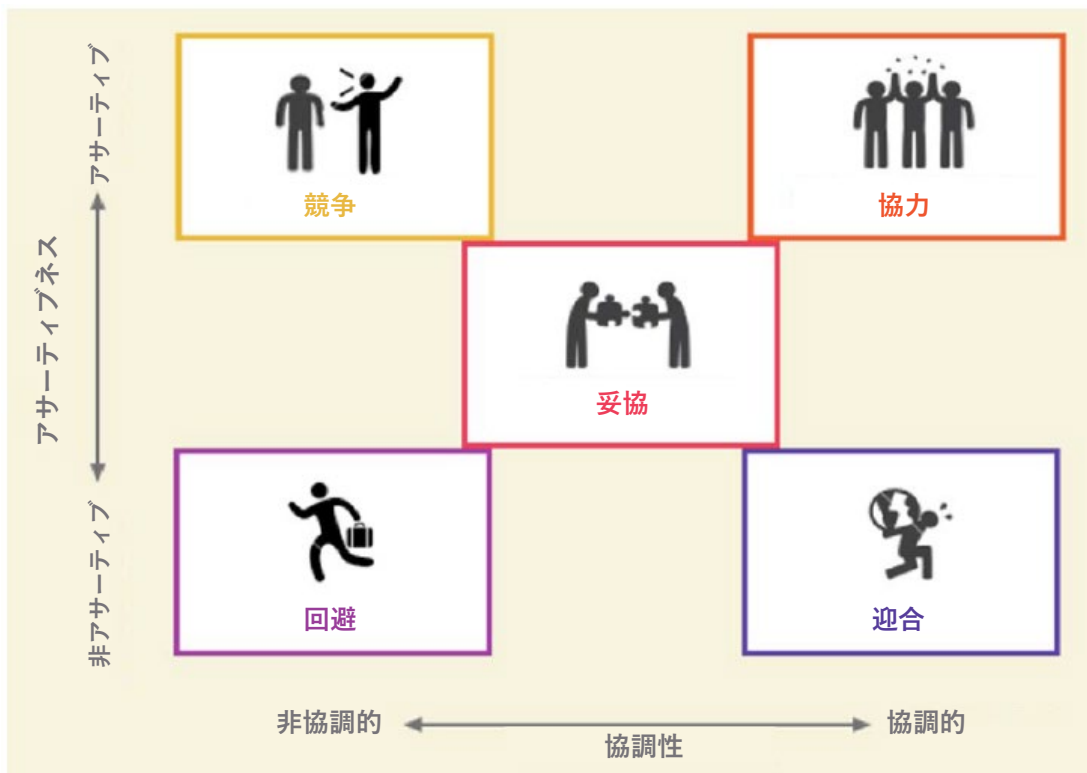 アサーティブ
競争
協力
アサーティブネス
妥協
非アサーティブ
回避
迎合
非協調的
協調的
協調性